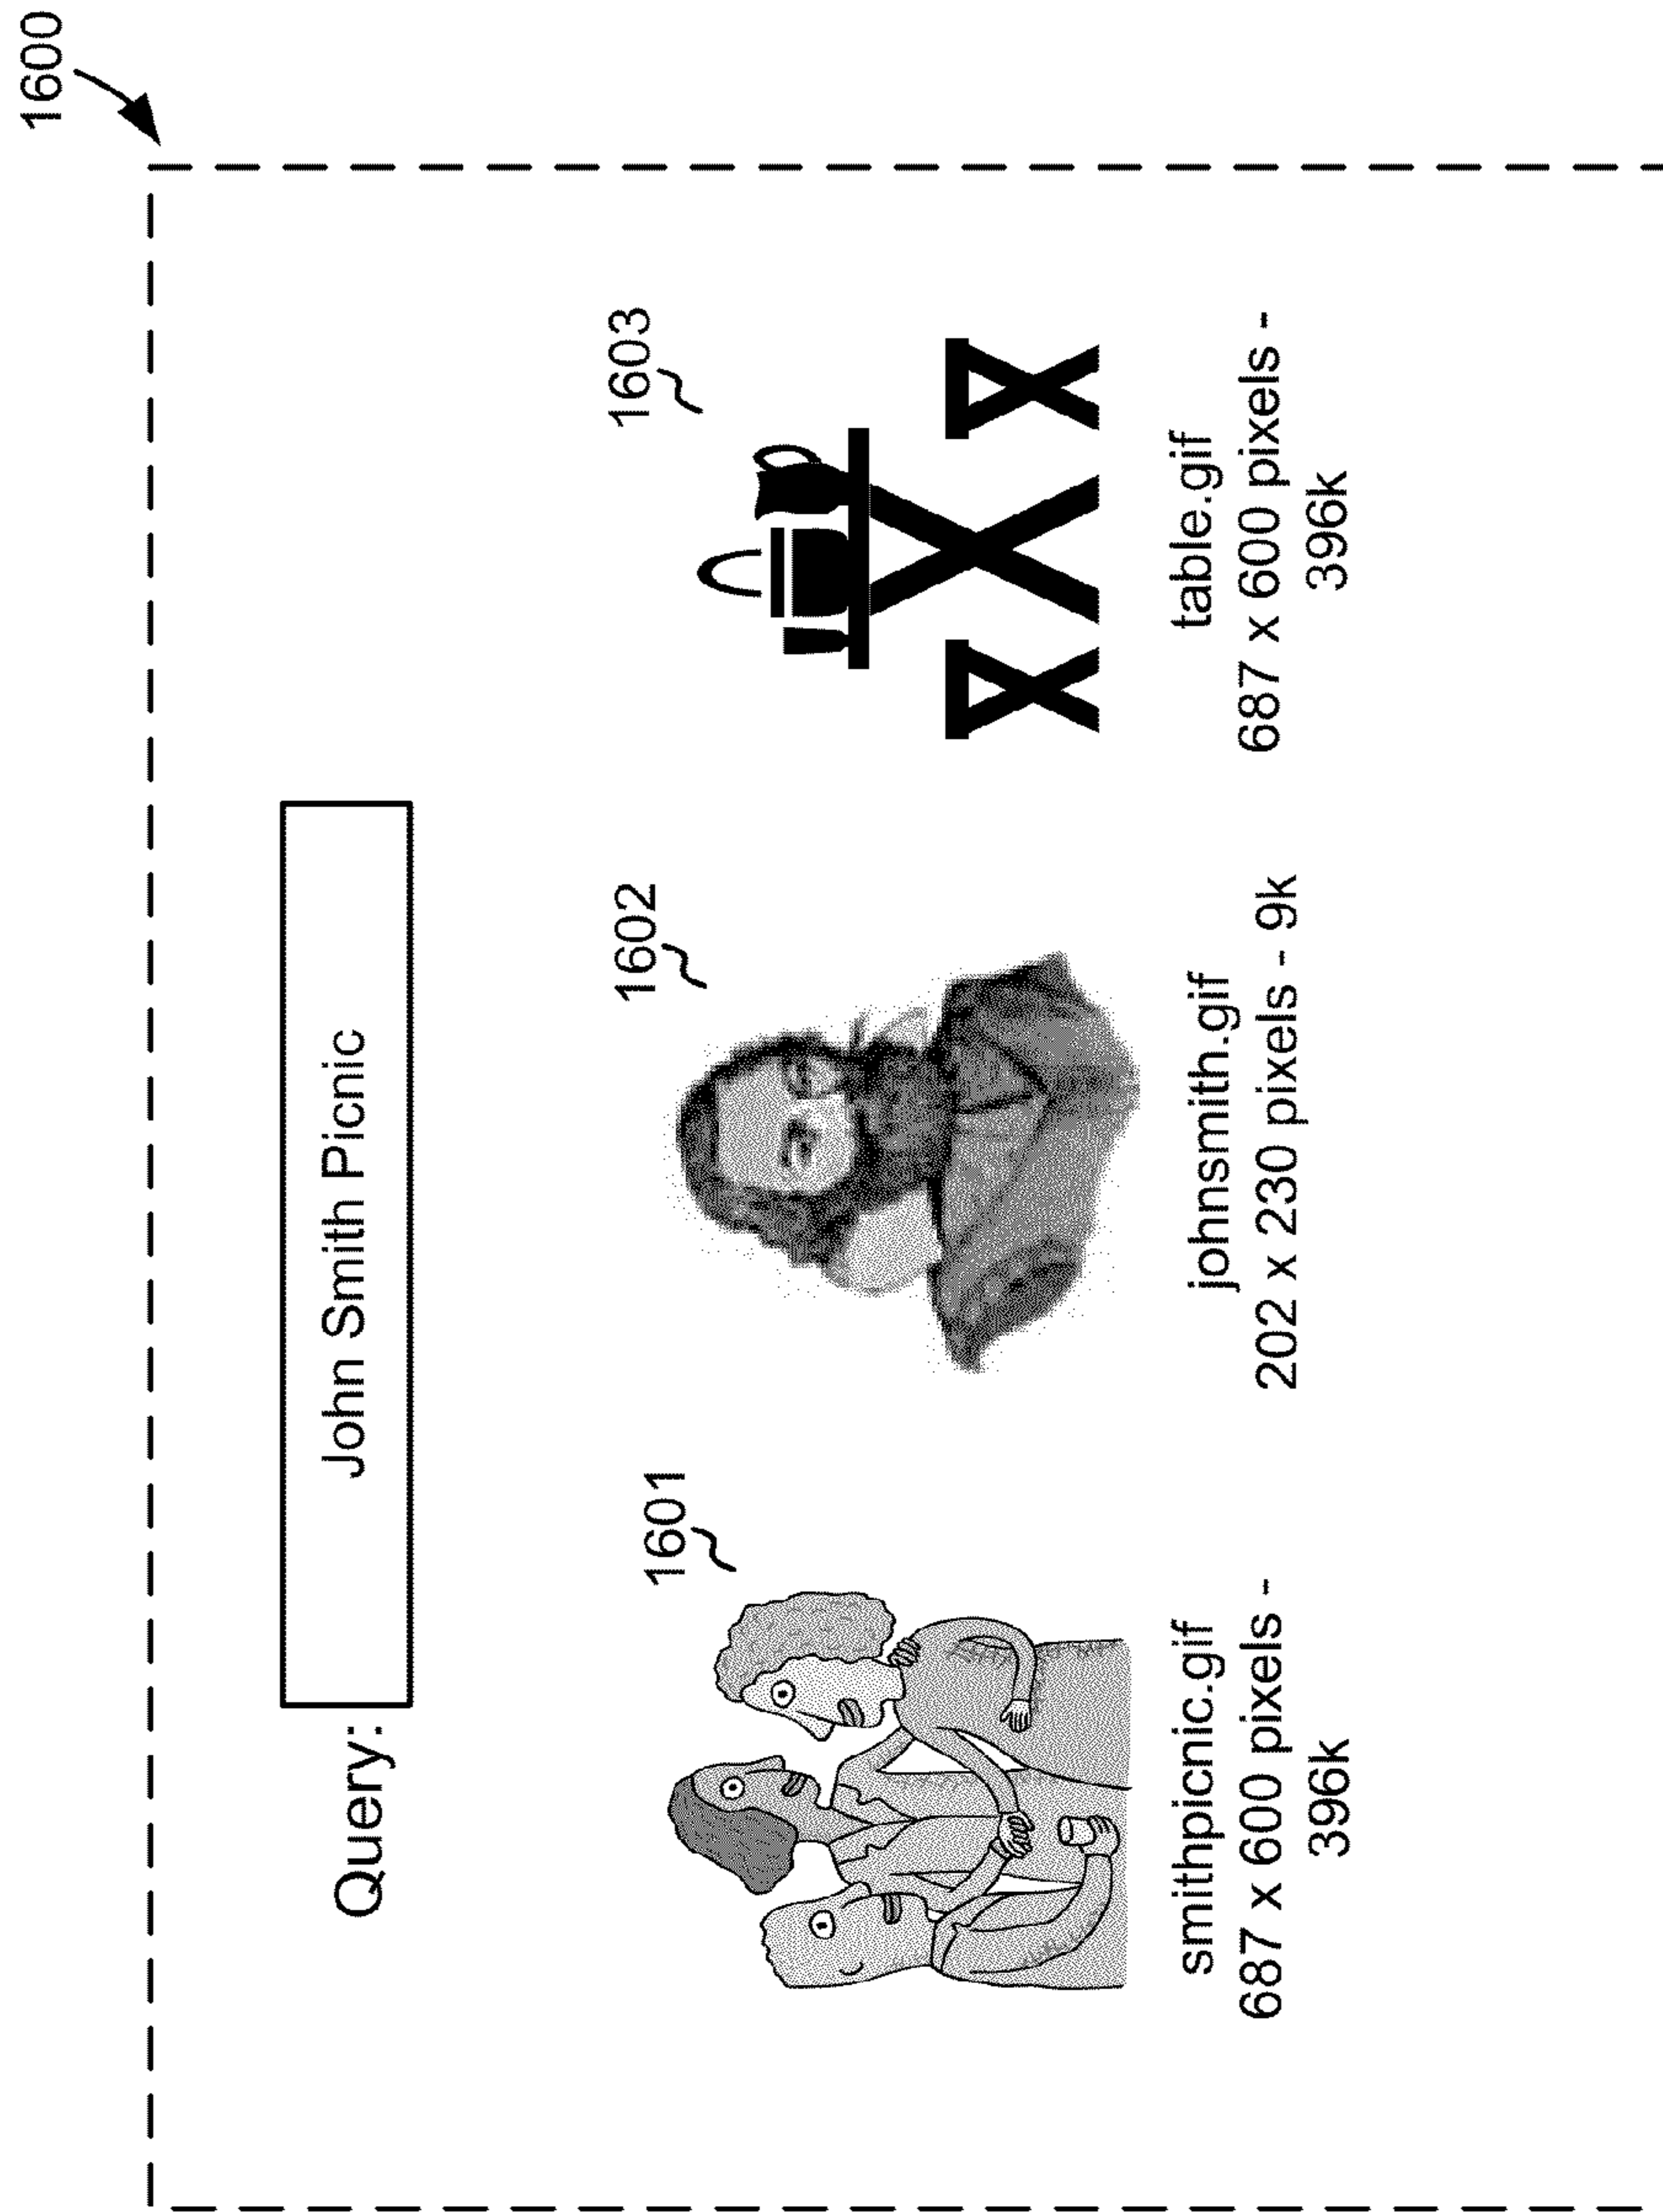 1600
Query: John Smith Picnic
1601
1602
1603
smithpicnic.gif
687 x 600 pixels -
396k
johnsmith.gif
202 x 230 pixels - 9k
table.gif
687 x 600 pixels -
396k